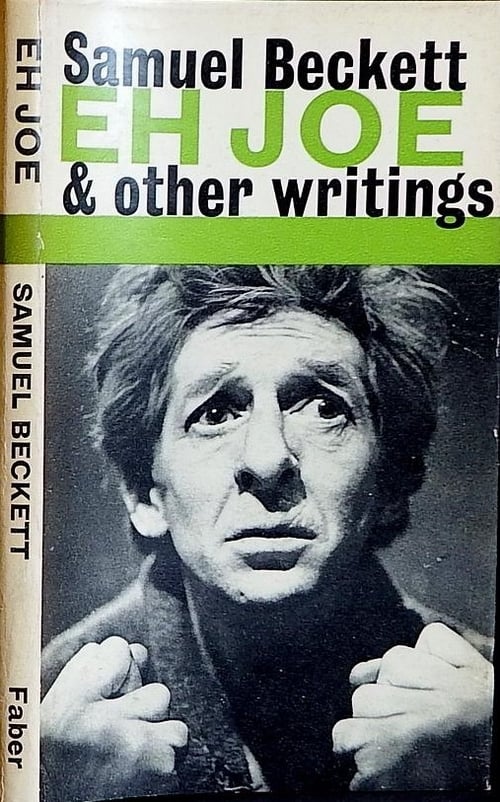 Samuel Beckett
EH JOE
& other writings
EH JOE
SAMUEL BECKETT
Faber